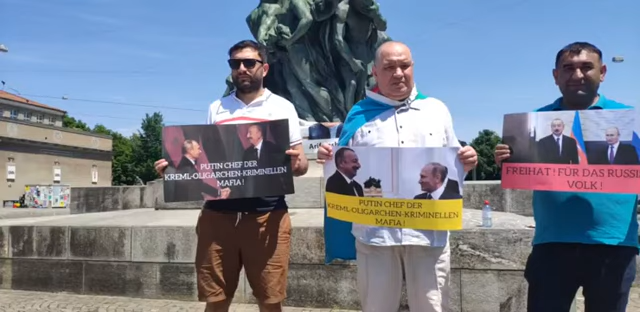 PUTIN CHEF DER
KREML-OLIGARCHEN-KRIMINELLEN
MAFIA !
PUTIN CHEF DER
KREML-OLIGARCHEN-KRIMINELLEN
MAFIA !
FREIHAT ! FÜR DAS RUSSI
VOLK !